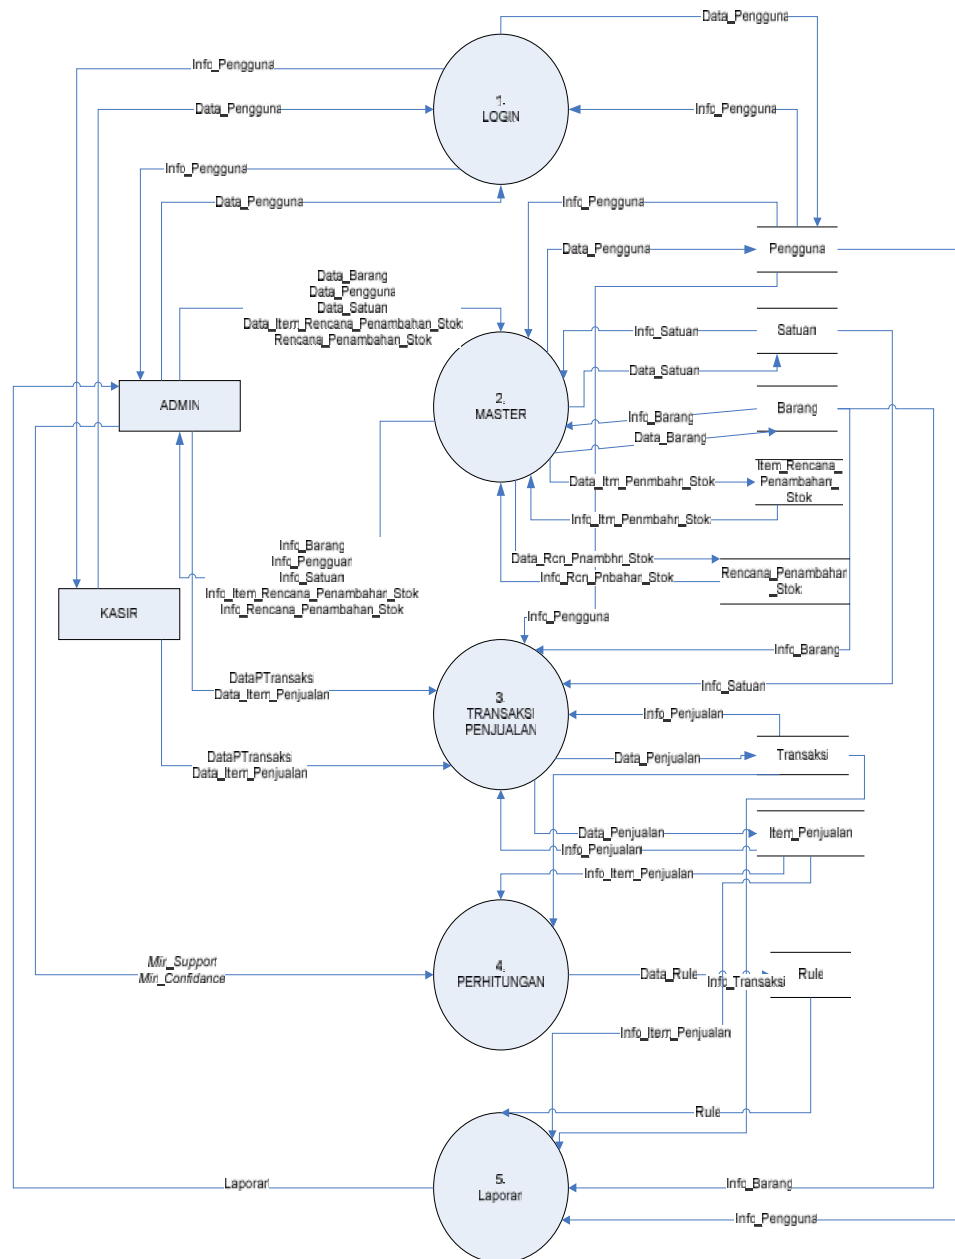 Data_Pengguna
Info_Pengguna
1.
LOGIN
Data_Pengguna
Info_Pengguna
Info_Pengguna
Data_Pengguna
Info_Pengguna
Data_Pengguna
Pengguna
Data_Barang
Data_Pengguna
Data_Satuan
Data_Item_Rencana_Penambahan_Stok
Rencana_Penambahan_Stok
Info_Satuan
Satuan
Data_Satuan
ADMIN
2.
MASTER
Info_Barang
Barang
Data_Barang
Data_Itm_Penmbahn_Stok
Item_Rencana_
Penambahan_
Stok
Info_Itm_Penmbahn_Stok
Info_Barang
Info_Pengguan
Info_Satuan
Info_Item_Rencana_Penambahan_Stok
Info_Rencana_Penambahan_Stok
Data_Rcn_Pnambhn_Stok
Info_Rcn_Pnbahan_Stok
Rencana_Penambahan
_Stok
KASIR
Info_Pengguna
Info_Barang
DataPTransaks
Data_Item_Penjualan
Info_Satuan
3.
TRANSAKSI
PENJUALAN
Info_Penjualan
DataPTransaks
Data_Item_Penjualan
Data_Penjualan
Transaksi
Data_Penjualan
Item_Penjualan
Info_Penjualan
Info_Item_Penjualan
Min_Support
Min_Confidance
4.
PERHITUNGAN
Data_Rule
Info_Transaksi
Rule
Info_Item_Penjualan
Rule
Laporan
5.
Laporan
Info_Barang
Info_Pengguna